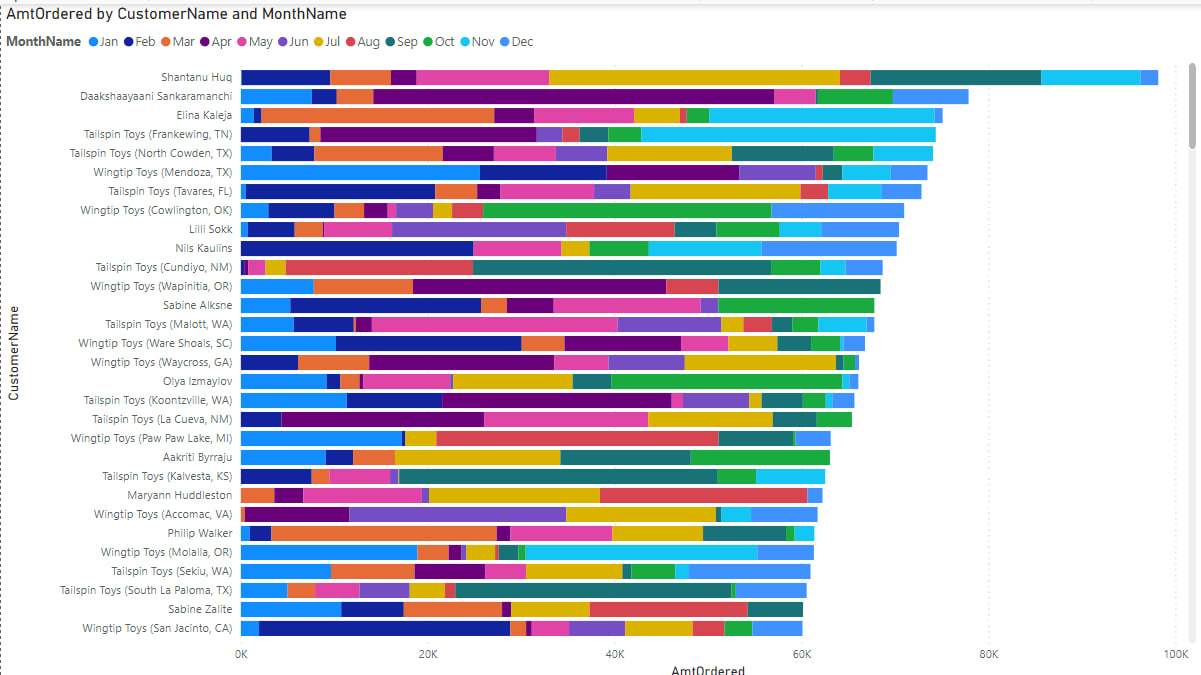 AmtOrdered by CustomerName and MonthName
MonthName Jan Feb Mar Apr May Jun Jul Aug Sep Oct Nov Dec
CustomerName
Shantanu Huq
Daakshaayaani Sankaramanchi
Elina Kaleja
Tailspin Toys (Frankewing, TN)
Tailspin Toys (North Cowden, TX)
Wingtip Toys (Mendoza, TX)
Tailspin Toys (Tavares, FL)
Wingtip Toys (Cowlington, OK)
Lilli Sokk
Nils Kaulins
Tailspin Toys (Cundiyo, NM)
Wingtip Toys (Wapinitia, OR)
Sabine Alksne
Tailspin Toys (Malott, WA)
Wingtip Toys (Ware Shoals, SC)
Wingtip Toys (Waycross, GA)
Olya Izmaylov
Tailspin Toys (Koontzville, WA)
Tailspin Toys (La Cueva, NM)
Wingtip Toys (Paw Paw Lake, MI)
Aakriti Byrraju
Tailspin Toys (Kalvesta, KS)
Maryann Huddleston
Wingtip Toys (Accomac, VA)
Philip Walker
Wingtip Toys (Molalla, OR)
Tailspin Toys (Sekiu, WA)
Tailspin Toys (South La Paloma, TX)
Sabine Zalite
Wingtip Toys (San Jacinto, CA)
0K 20K 40K 60K 80K 100K
AmtOrdered